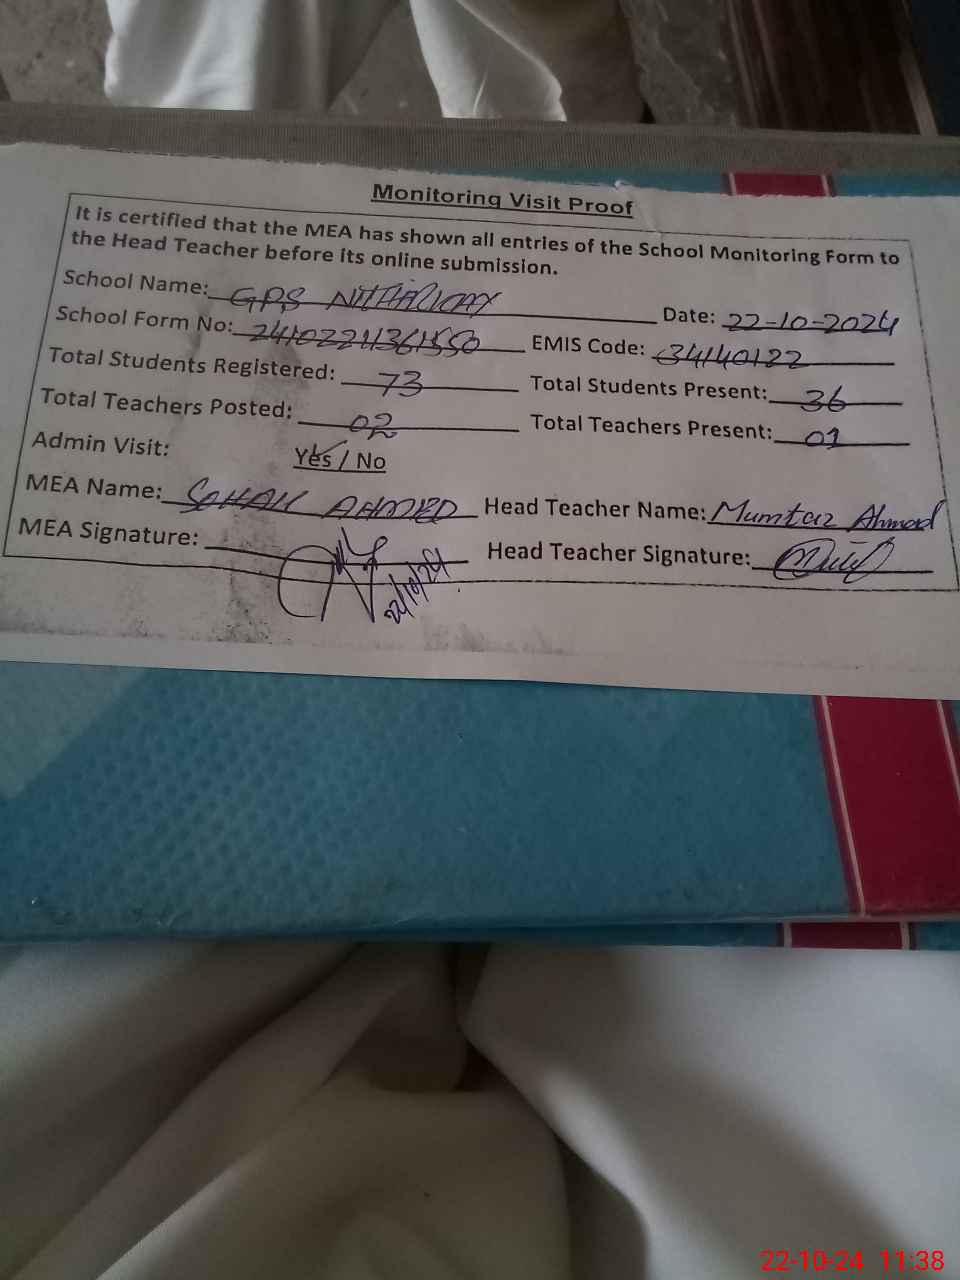 Monitoring Visit Proof
It is certified that the MEA has shown all entries of the School Monitoring Form to
the Head Teacher before its online submission.
School Name: GPS Date: 22-10-2024
School Form No: EMIS Code: 34140122
Total Students Registered: 73 Total Students Present: 36
Total Teachers Posted: 02 Total Teachers Present: 01
Admin Visit: Yes / No
MEA Name: AHMED Head Teacher Name: Mumtaz Ahmed
MEA Signature: 22/10/24 Head Teacher Signature:
22-10-24 11:38